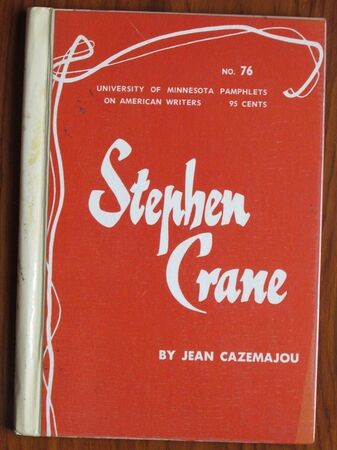 NO. 76
UNIVERSITY OF MINNESOTA PAMPHLETS
ON AMERICAN WRITERS 95 CENTS
Stephen
Crane
BY JEAN CAZEMAJOU